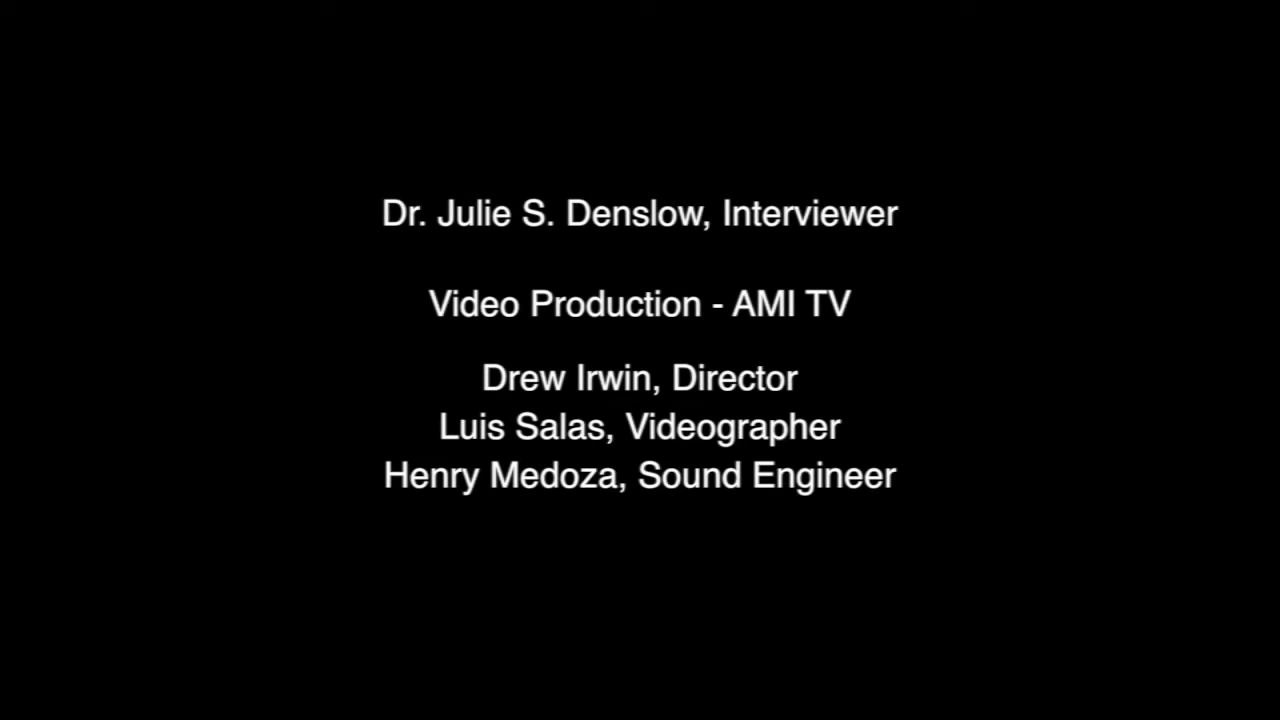 Dr. Julie S. Denslow, Interviewer
Video Production - AMI TV
Drew Irwin, Director
Luis Salas, Videographer
Henry Medoza, Sound Engineer